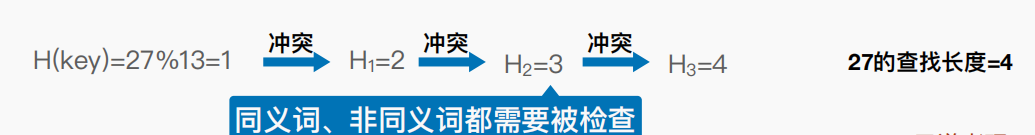 冲突 冲突 冲突
H(key)=27%13=1 H₁=2 H₂=3 H₃=4 27的查找长度=4
同义词、非同义词都需要被检查